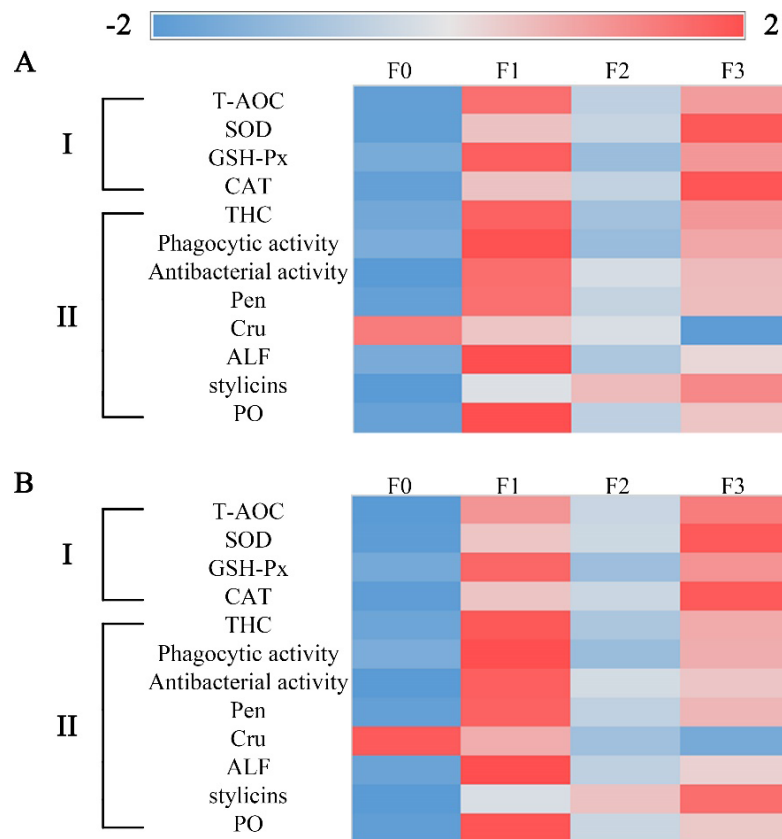 -2 2
A
F0 F1 F2 F3
T-AOC
I SOD
GSH-Px
CAT
THC
Phagocytic activity
Antibacterial activity
II Pen
Cru
ALF
stylicins
PO
B
F0 F1 F2 F3
T-AOC
I SOD
GSH-Px
CAT
THC
Phagocytic activity
Antibacterial activity
II Pen
Cru
ALF
stylicins
PO